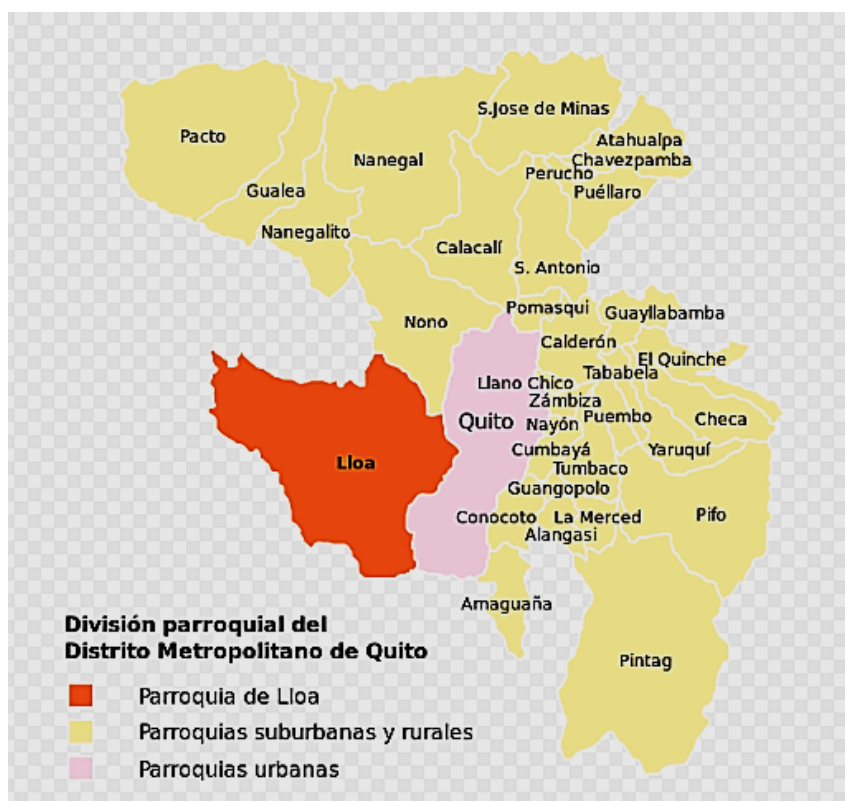 S.Jose de Minas
Pacto
Nanegal
Atahualpa
Chavezpamba
Perucho
Puéllaro
Gualea
Nanegalito
Calacalí
S. Antonio
Pomasqui
Guayllabamba
Nono
Calderón
El Quinche
Tababela
Llano Chico
Zámbiza
Puembo
Checa
Quito
Nayón
Cumbayá
Yaruquí
Lloa
Tumbaco
Guangopolo
Conocoto
La Merced
Pifo
Alangasi
Amaguaña
Pintag
División parroquial del
Distrito Metropolitano de Quito
Parroquia de Lloa
Parroquias suburbanas y rurales
Parroquias urbanas